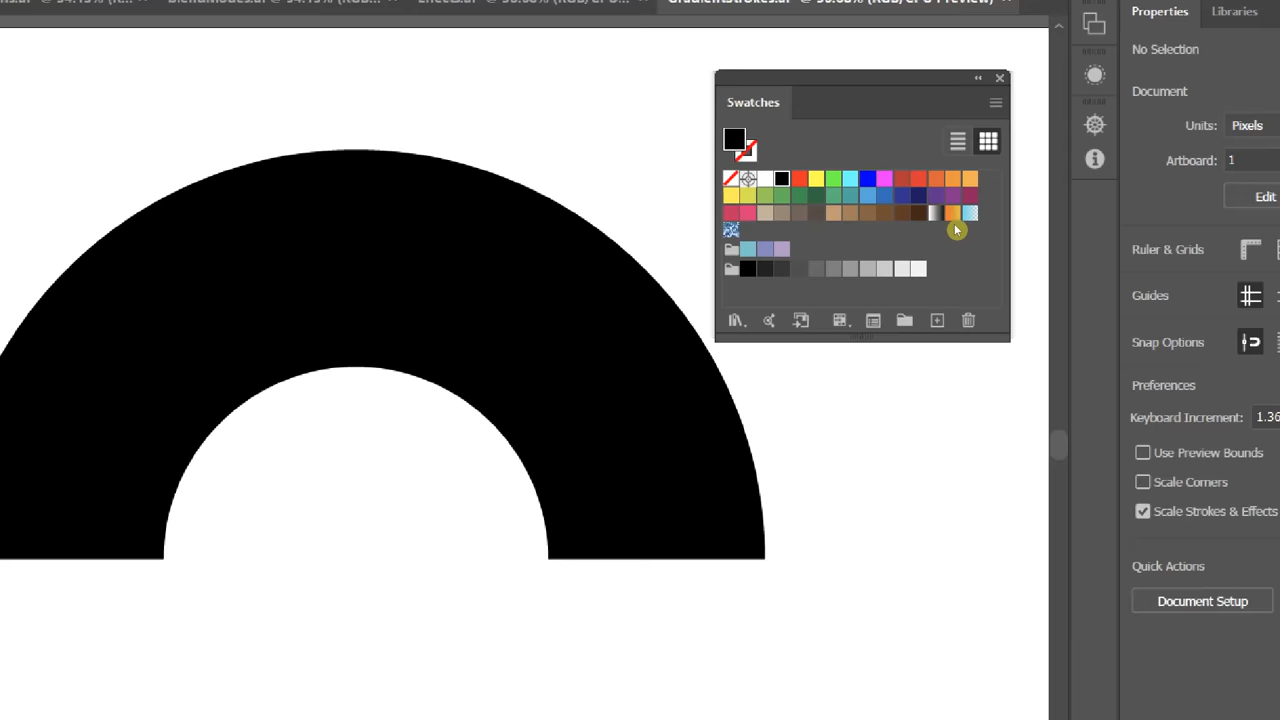 GradientStrokes.ai* @ 96.68% (RGB/GPU Preview)
Properties
Libraries
No Selection
Document
Units:
Pixels
Artboard:
1
Edit
Ruler & Grids
Guides
Snap Options
Preferences
Keyboard Increment:
1.36
Use Preview Bounds
Scale Corners
Scale Strokes & Effects
Quick Actions
Document Setup
Swatches